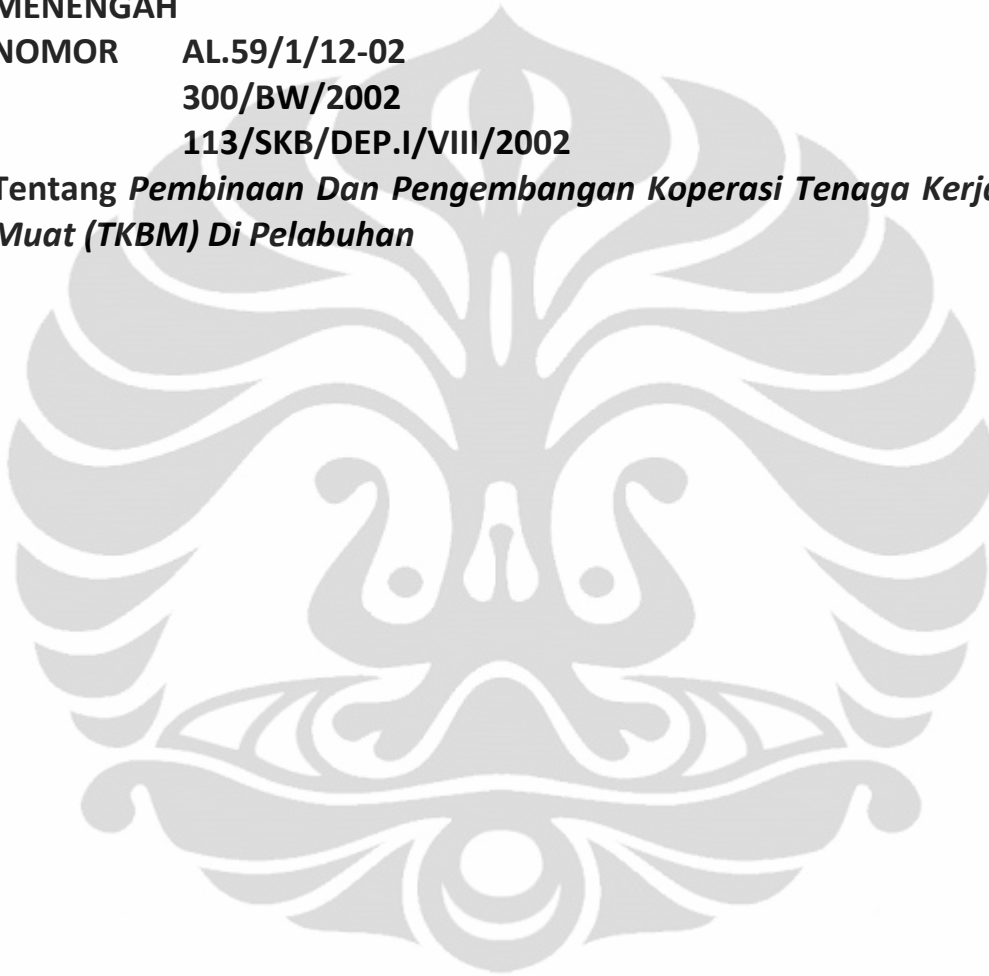 MENENGAH
NOMOR AL.59/1/12-02
300/BW/2002
113/SKB/DEP.I/VIII/2002
Tentang Pembinaan Dan Pengembangan Koperasi Tenaga Kerja
Muat (TKBM) Di Pelabuhan